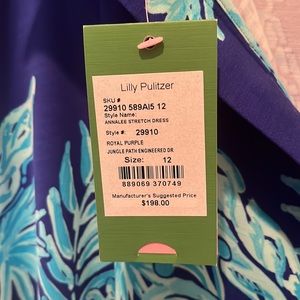 Lilly Pulitzer
SKU #
29910 589AI5 12
Style Name:
ANNALEE STRETCH DRESS
Style #: 29910
ROYAL PURPLE
JUNGLE PATH ENGINEERED DR
Size: 12
889069 370749
Manufacturer's Suggested Price
$198.00